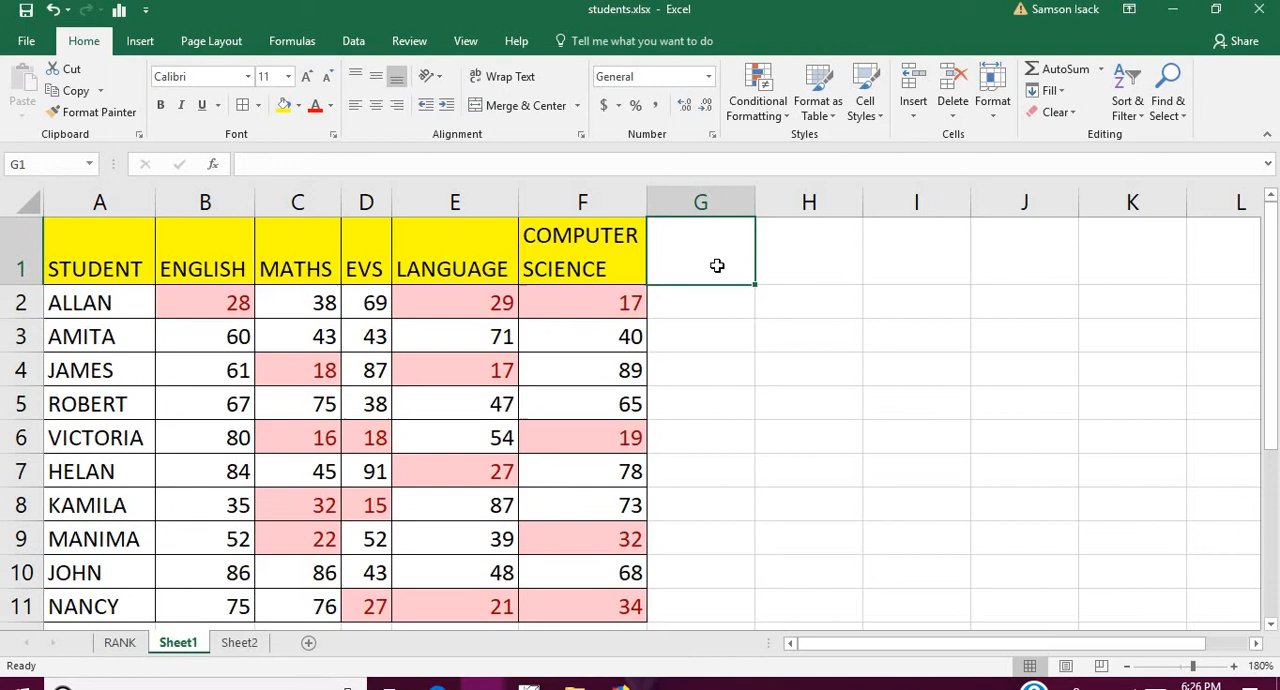 students.xlsx - Excel
Samson Isack
File Home Insert Page Layout Formulas Data Review View Help Tell me what you want to do Share
Paste
Cut
Copy
Format Painter
Clipboard
Calibri 11 A A
B I U A
Font
ab Wrap Text
Merge & Center
Alignment
General
$ % ,
Number
Conditional
Formatting
Format as
Table
Cell
Styles
Styles
Insert Delete Format
Cells
AutoSum
Fill
Clear
Sort &
Filter
Find &
Select
Editing
G1 fx
A B C D E F G H I J K L
1 STUDENT ENGLISH MATHS EVS LANGUAGE COMPUTER
SCIENCE
2 ALLAN 28 38 69 29 17
3 AMITA 60 43 43 71 40
4 JAMES 61 18 87 17 89
5 ROBERT 67 75 38 47 65
6 VICTORIA 80 16 18 54 19
7 HELAN 84 45 91 27 78
8 KAMILA 35 32 15 87 73
9 MANIMA 52 22 52 39 32
10 JOHN 86 86 43 48 68
11 NANCY 75 76 27 21 34
RANK Sheet1 Sheet2
Ready 180%
6:26 PM